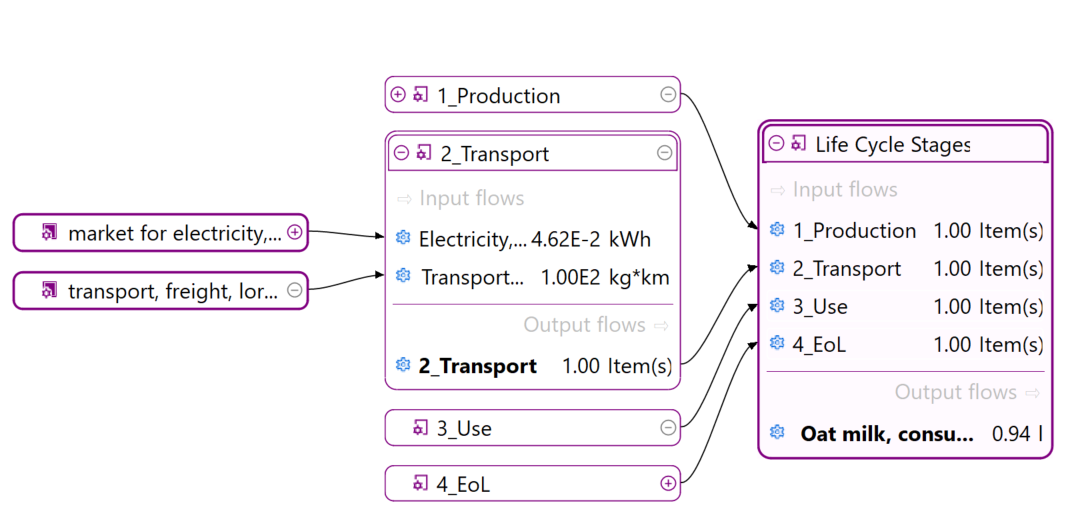 1_Production
2_Transport
Input flows
Electricity,... 4.62E-2 kWh
Transport... 1.00E2 kg*km
Output flows
2_Transport 1.00 Item(s)
3_Use
4_EoL
market for electricity,...
transport, freight, lor...
Life Cycle Stages
Input flows
1_Production 1.00 Item(s)
2_Transport 1.00 Item(s)
3_Use 1.00 Item(s)
4_EoL 1.00 Item(s)
Output flows
Oat milk, consu... 0.94 l